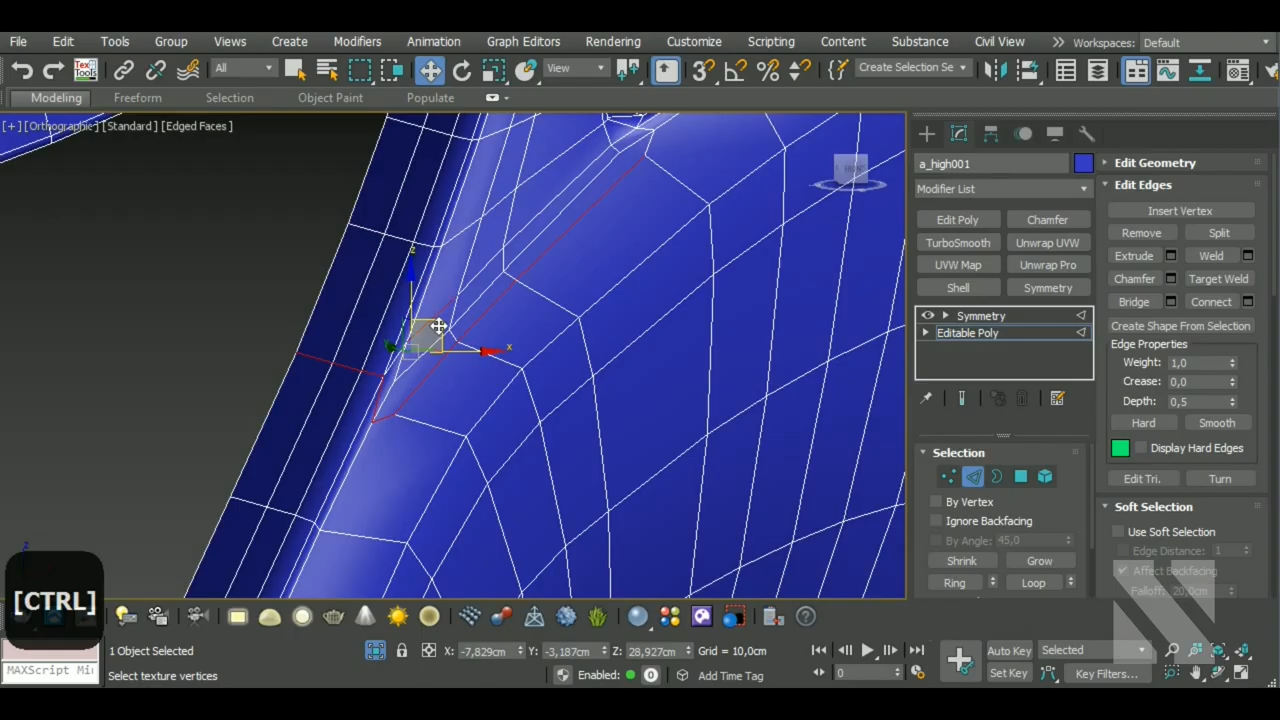 File Edit Tools Group Views Create Modifiers Animation Graph Editors Rendering Customize Scripting Content Substance Civil View Workspaces: Default
Tex Tools All View Create Selection Se
Modeling Freeform Selection Object Paint Populate
[+] [Orthographic] [Standard] [Edged Faces]
a_high001
Modifier List
Edit Poly Chamfer
TurboSmooth Unwrap UVW
UVW Map Unwrap Pro
Shell Symmetry
Symmetry
Editable Poly
Selection
By Vertex
Ignore Backfacing
By Angle: 45,0
Shrink Grow
Ring Loop
Edit Geometry
Edit Edges
Insert Vertex
Remove Split
Extrude Weld
Chamfer Target Weld
Bridge Connect
Create Shape From Selection
Edge Properties
Weight: 1,0
Crease: 0,0
Depth: 0,5
Hard Smooth
Display Hard Edges
Edit Tri. Turn
Soft Selection
Use Soft Selection
Edge Distance: 1
Affect Backfacing
Falloff: 20,0cm
z
x
z
[CTRL]
1 Object Selected X: -7,829cm Y: -3,187cm Z: 28,927cm Grid = 10,0cm Auto Key Selected
MAXScript Mi Select texture vertices Enabled: 0 Add Time Tag 0 Set Key Key Filters...